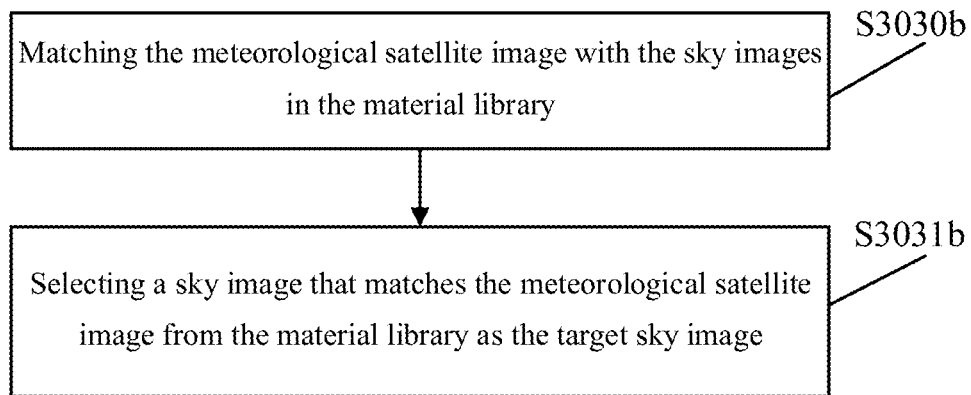 S3030b
Matching the meteorological satellite image with the sky images
in the material library
S3031b
Selecting a sky image that matches the meteorological satellite
image from the material library as the target sky image